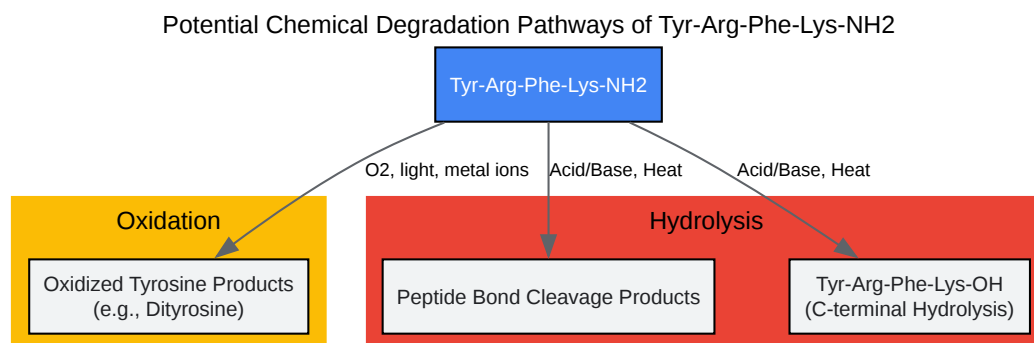 Potential Chemical Degradation Pathways of Tyr-Arg-Phe-Lys-NH2
Tyr-Arg-Phe-Lys-NH2
O2, light, metal ions
Acid/Base, Heat
Acid/Base, Heat
Oxidation
Hydrolysis
Oxidized Tyrosine Products
(e.g., Dityrosine)
Peptide Bond Cleavage Products
Tyr-Arg-Phe-Lys-OH
(C-terminal Hydrolysis)